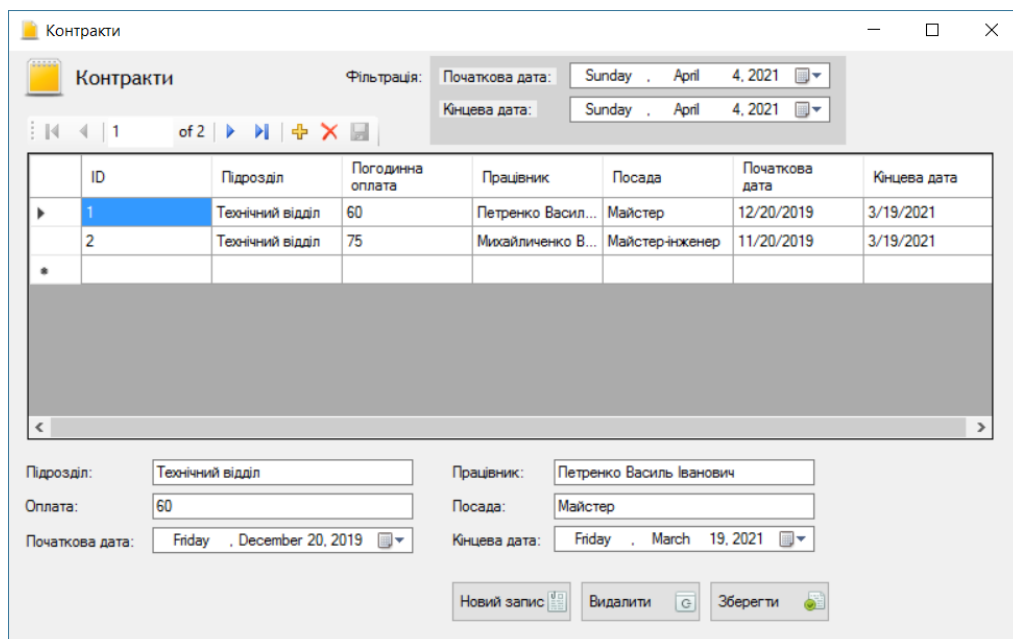 Контракти
Контракти
Фільтрація:
Початкова дата: Sunday , April 4, 2021
Кінцева дата: Sunday , April 4, 2021
1 of 2
ID Підрозділ Погодинна оплата Працівник Посада Початкова дата Кінцева дата
1 Технічний відділ 60 Петренко Васил... Майстер 12/20/2019 3/19/2021
2 Технічний відділ 75 Михайличенко В... Майстер-інженер 11/20/2019 3/19/2021
Підрозділ: Технічний відділ Працівник: Петренко Василь Іванович
Оплата: 60 Посада: Майстер
Початкова дата: Friday , December 20, 2019 Кінцева дата: Friday , March 19, 2021
Новий запис Видалити Зберегти